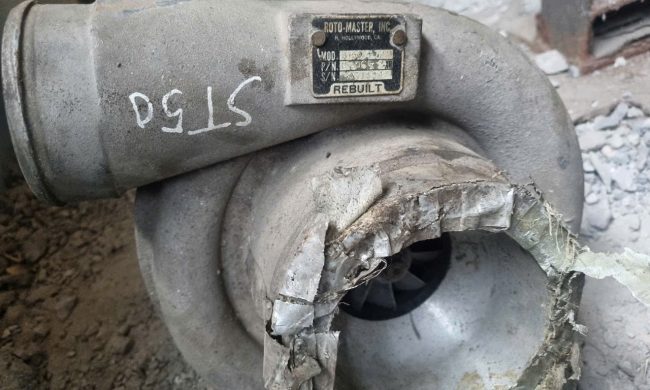 ROTO-MASTER, INC.
N. HOLLYWOOD, CA.
MOD.
P/N.
S/N.
REBUILT
ST50